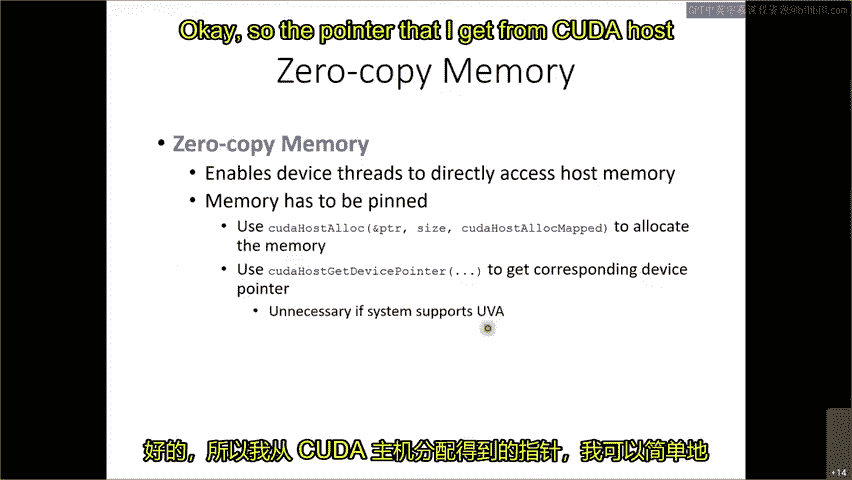 Okay, so the pointer that I get from CUDA host
Zero-copy Memory
• Zero-copy Memory
• Enables device threads to directly access host memory
• Memory has to be pinned
• Use cudaHostAlloc(&ptr, size, cudaHostAllocMapped) to allocate
the memory
• Use cudaHostGetDevicePointer(...) to get corresponding device
pointer
• Unnecessary if system supports UVA
好的，所以我从 CUDA 主机分配得到的指针，我可以简单地
+14